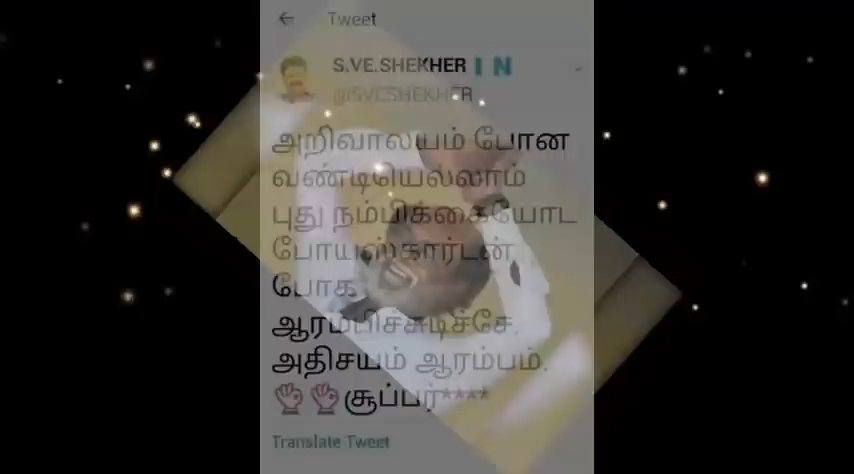 Tweet
S.VE.SHEKHER
@SVESHEKHER
அறிவாலயம் போன
வண்டியெல்லாம்
புது நம்பிக்கையோட
போயஸ்கார்டன்
போக
ஆரம்பிச்சுடிச்சே.
அதிசயம் ஆரம்பம்.
👌👌சூப்பர்****
Translate Tweet